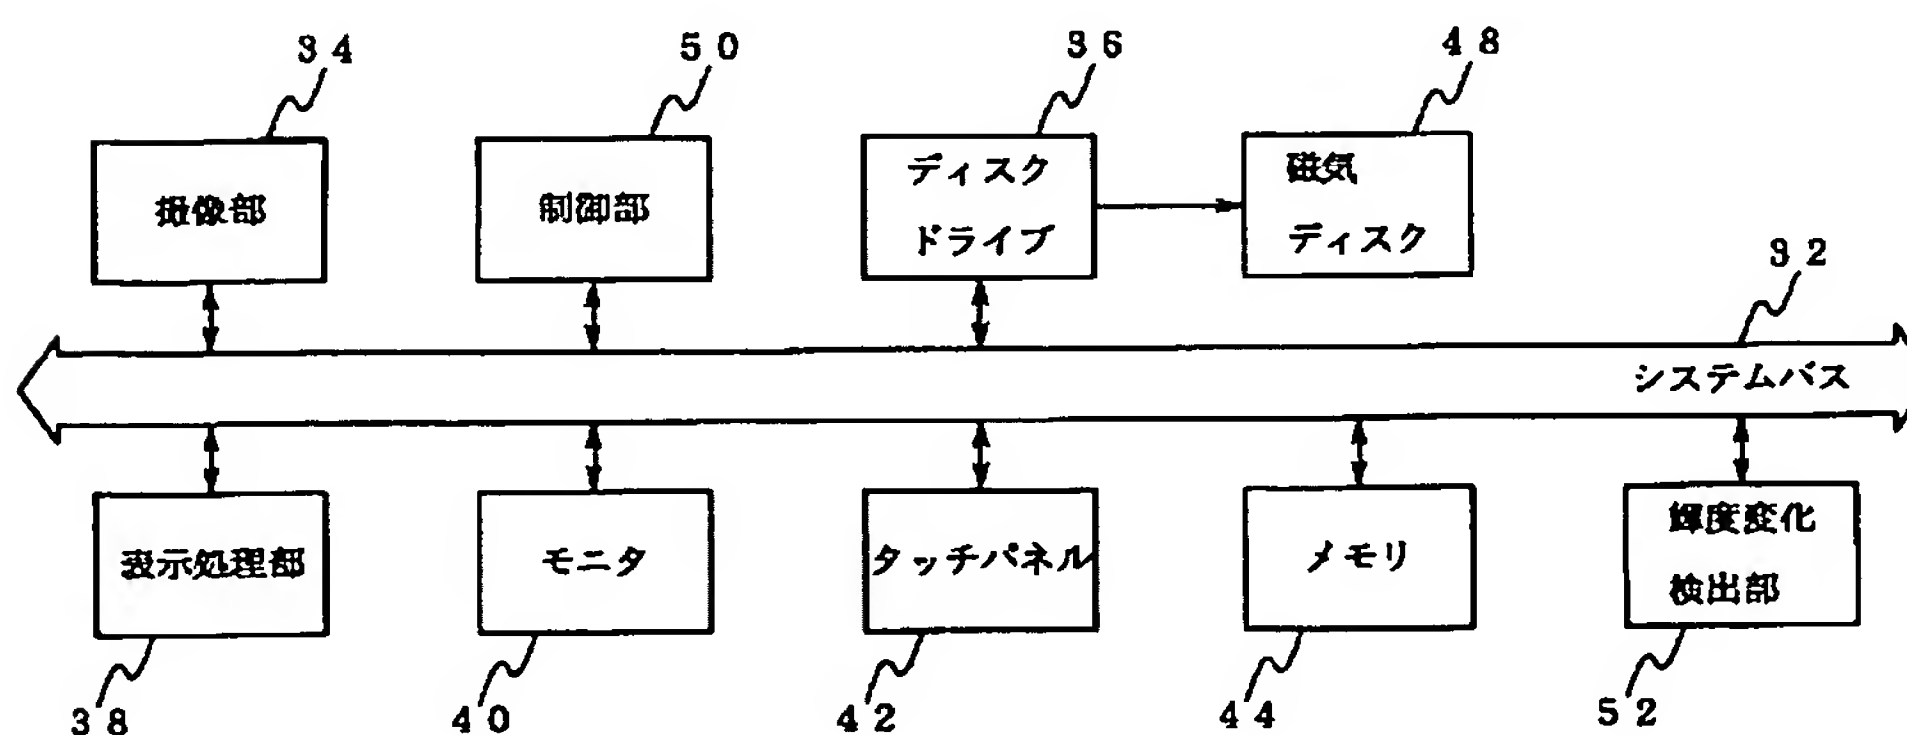 34
50
36
48
撮像部
制御部
ディスク
ドライブ
磁気
ディスク
32
システムバス
表示処理部
モニタ
タッチパネル
メモリ
輝度変化
検出部
38
40
42
44
52